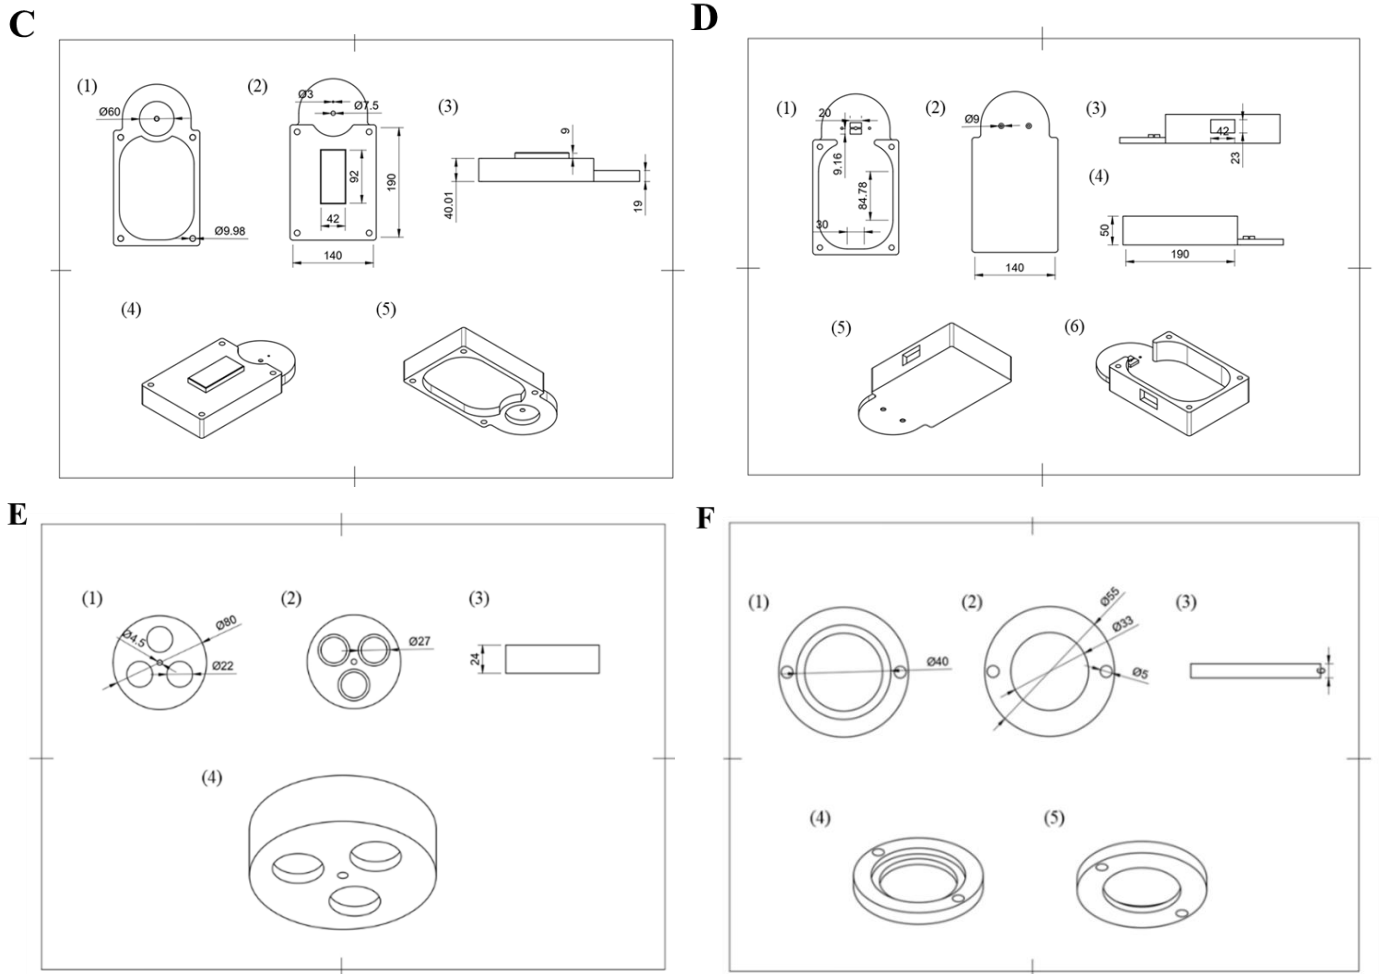 C
(1)
(2)
(3)
Ø60
Ø9.98
Ø3
Ø7.5
92
190
42
140
9
40.01
19
(4)
(5)
D
(1)
(2)
(3)
(4)
20
9.16
84.78
30
Ø9
140
42
23
50
190
(5)
(6)
E
(1)
(2)
(3)
Ø4.5
Ø80
Ø22
Ø27
24
(4)
F
(1)
(2)
(3)
Ø40
Ø55
Ø33
Ø5
6
(4)
(5)